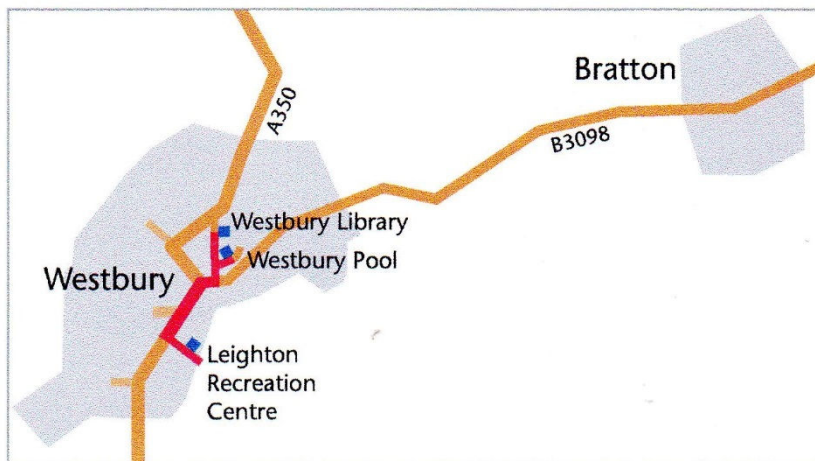 Bratton
A350
B3098
Westbury Library
Westbury Pool
Westbury
Leighton
Recreation
Centre